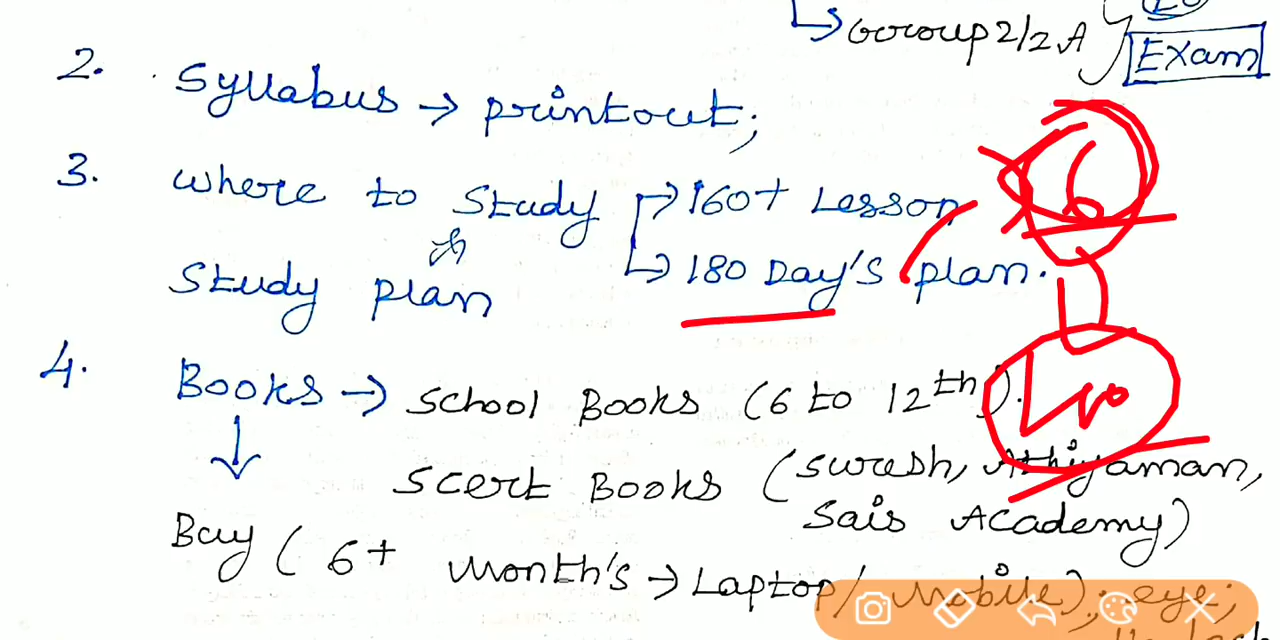 Group 2/2A
Exam
2. Syllabus → printout;
3. where to Study → 160+ Lesson
→ 180 Day's plan.
Study plan
6
4. Books → School Books (6 to 12th).
Scert Books (Suresh, Athiyaman,
Sais Academy)
Buy (6+ month's → Laptop/ mobile); eye;